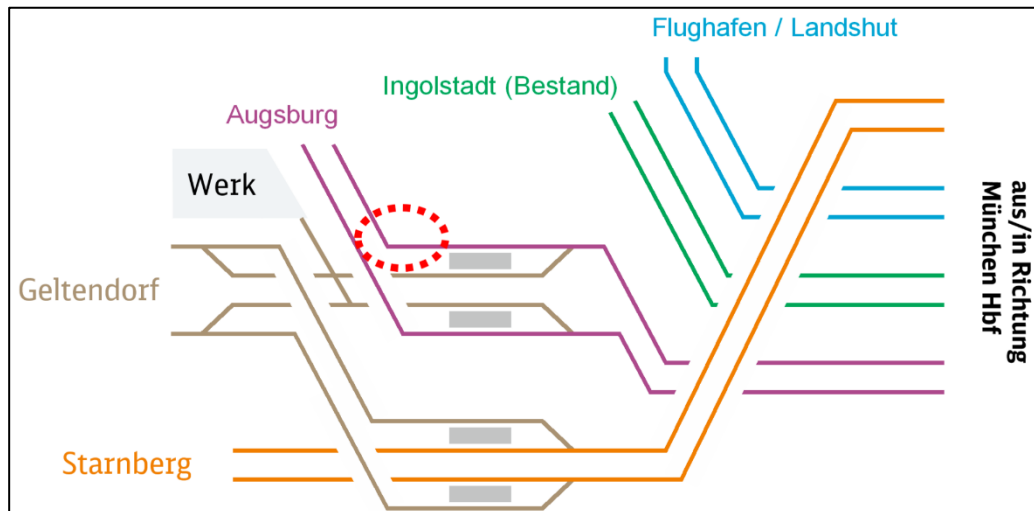 Flughafen / Landshut
Ingolstadt (Bestand)
Augsburg
Werk
Geltendorf
Starnberg
aus/in Richtung
München Hbf